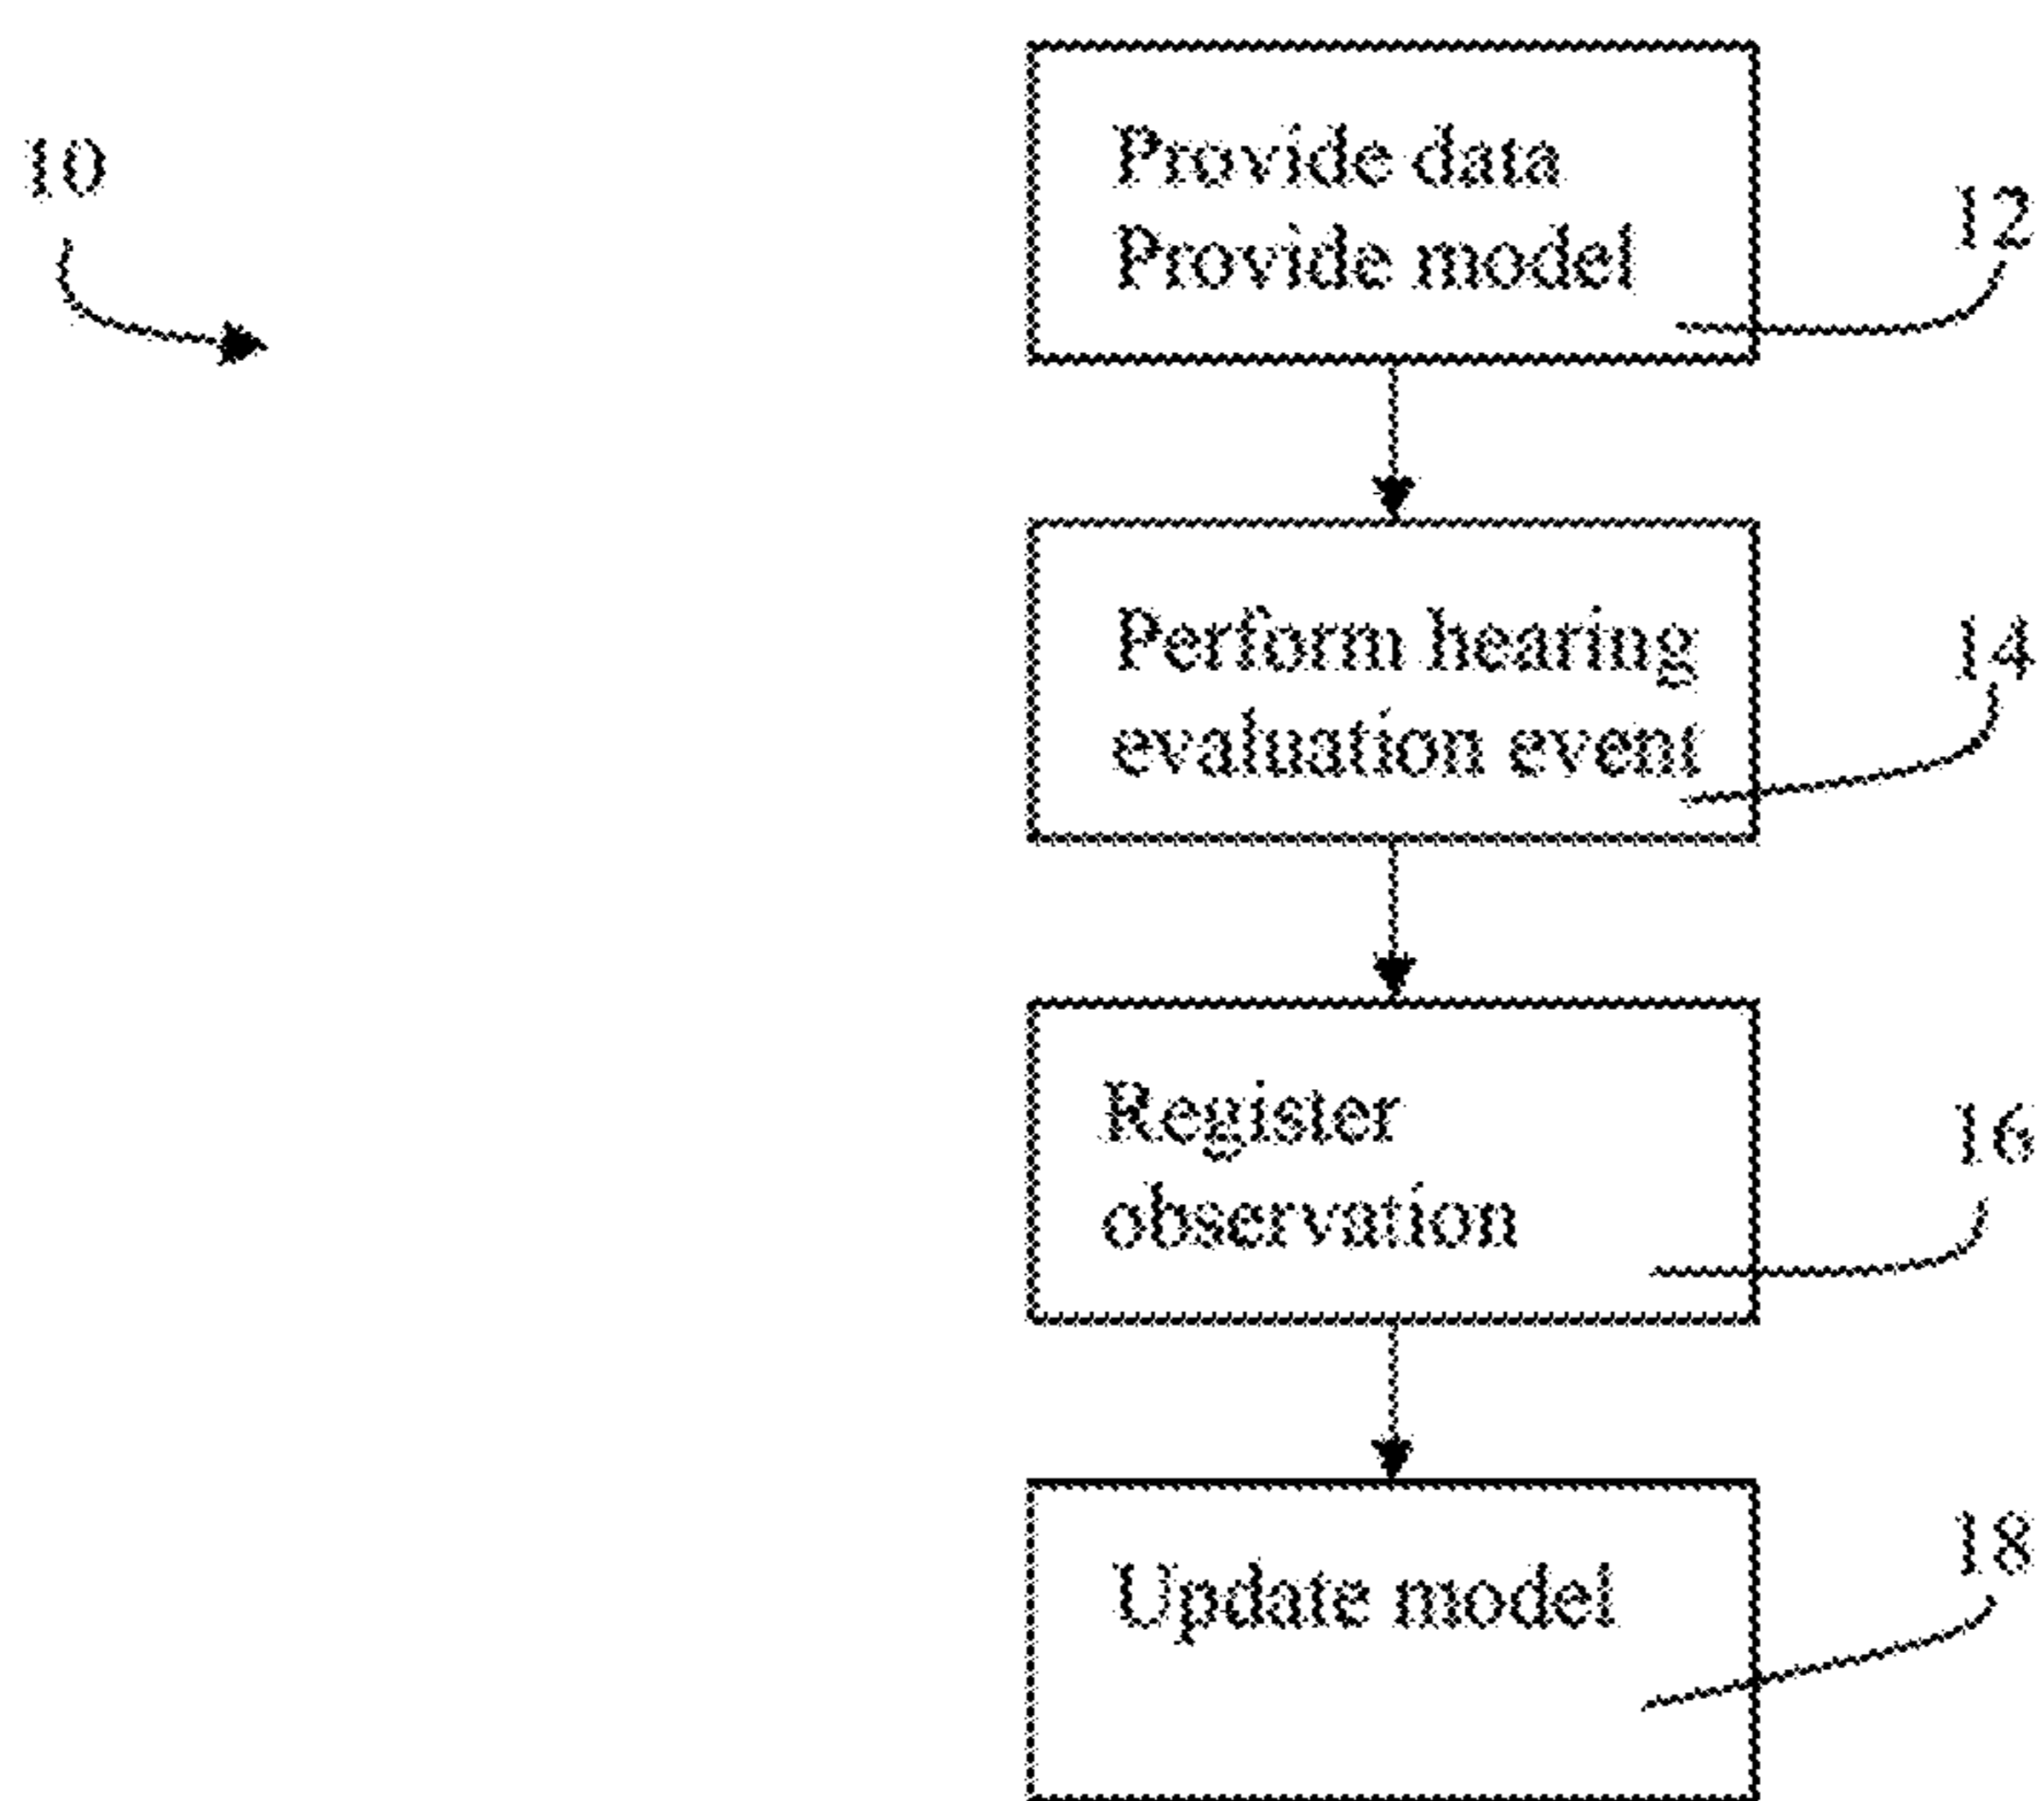 10
Provide data
Provide model
12
Perform hearing
evaluation event
14
Register
observation
16
Update model
18